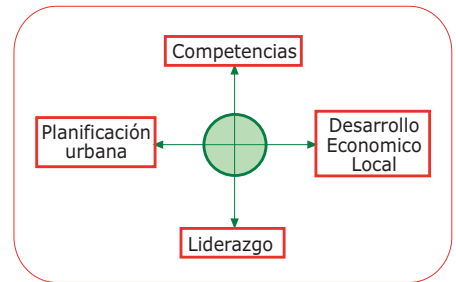 Competencias
Planificación
urbana
Desarrollo
Economico
Local
Liderazgo